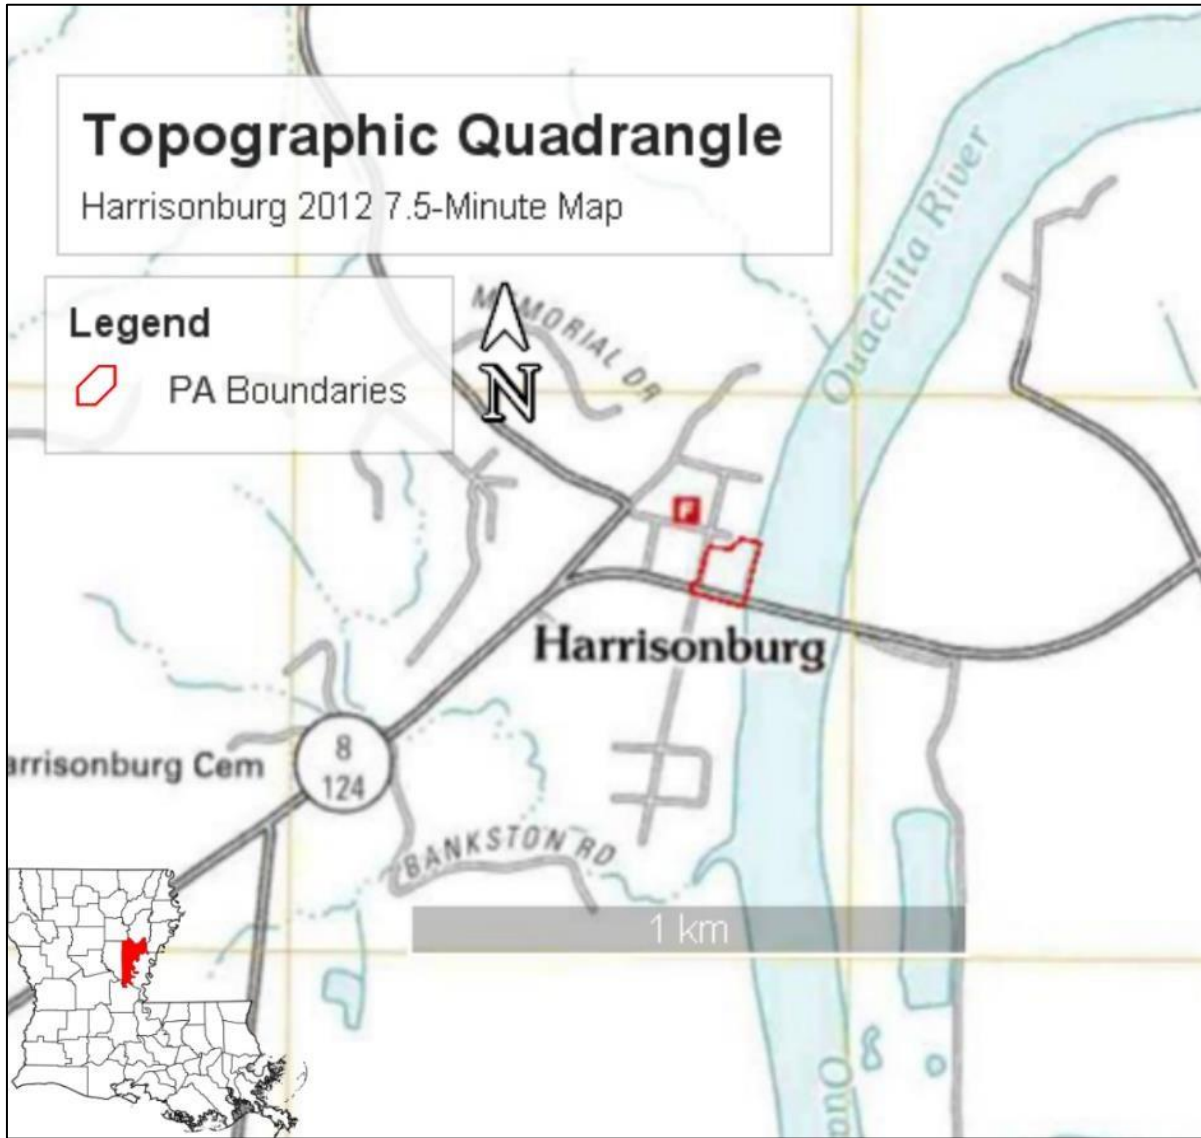 Topographic Quadrangle
Harrisonburg 2012 7.5-Minute Map
Ouachita River
Legend
PA Boundaries
MEMORIAL DR
N
F
Harrisonburg
arrisonburg Cem
8
124
BANKSTON RD
1 km
Oua